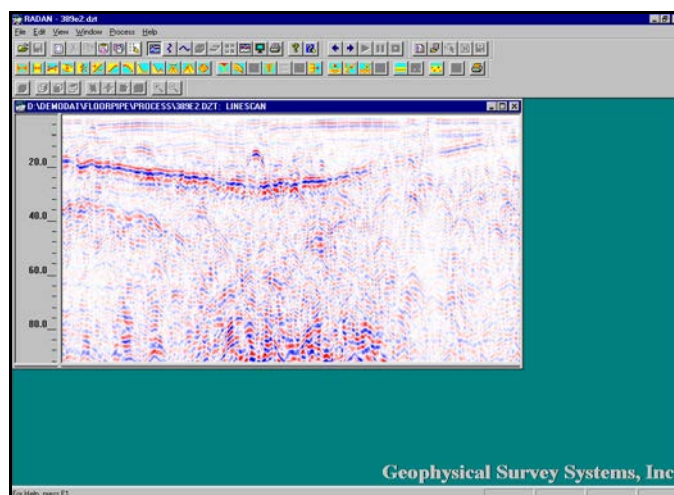 RADAN - 389e2.dzt
File Edit View Window Process Help
D:\DEMODAT\FLOORPIPE\PROCESS\389E2.DZT: LINESCAN
20.0
40.0
60.0
80.0
Geophysical Survey Systems, Inc
For Help, press F1